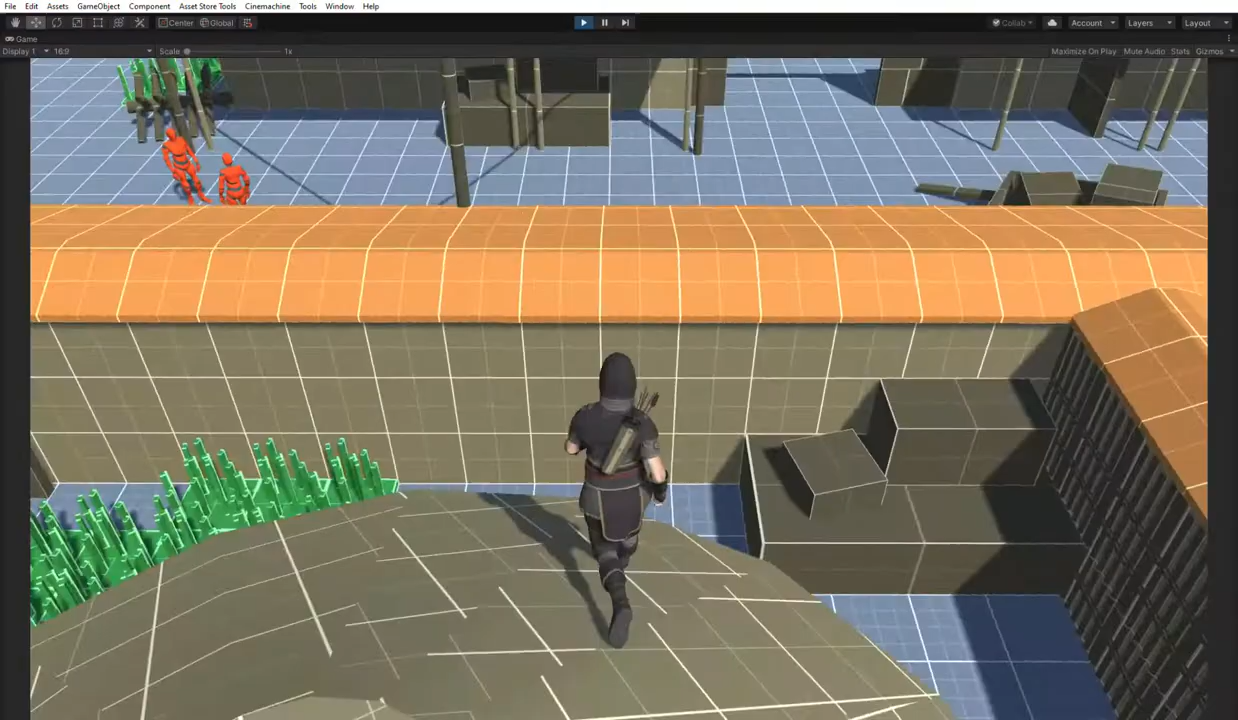 File Edit Assets GameObject Component Asset Store Tools Cinemachine Tools Window Help
Center Global Collab Account Layers Layout
Game
Display 1 16:9 Scale 1x Maximize On Play Mute Audio Stats Gizmos